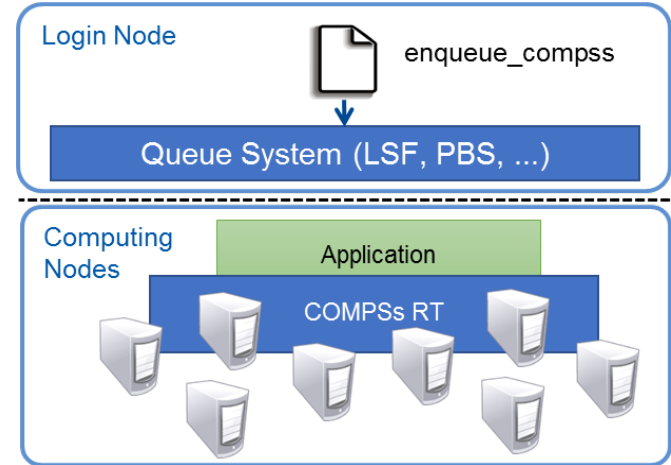 Login Node
enqueue_compss
Queue System (LSF, PBS, ...)
Computing
Nodes
Application
COMPSs RT